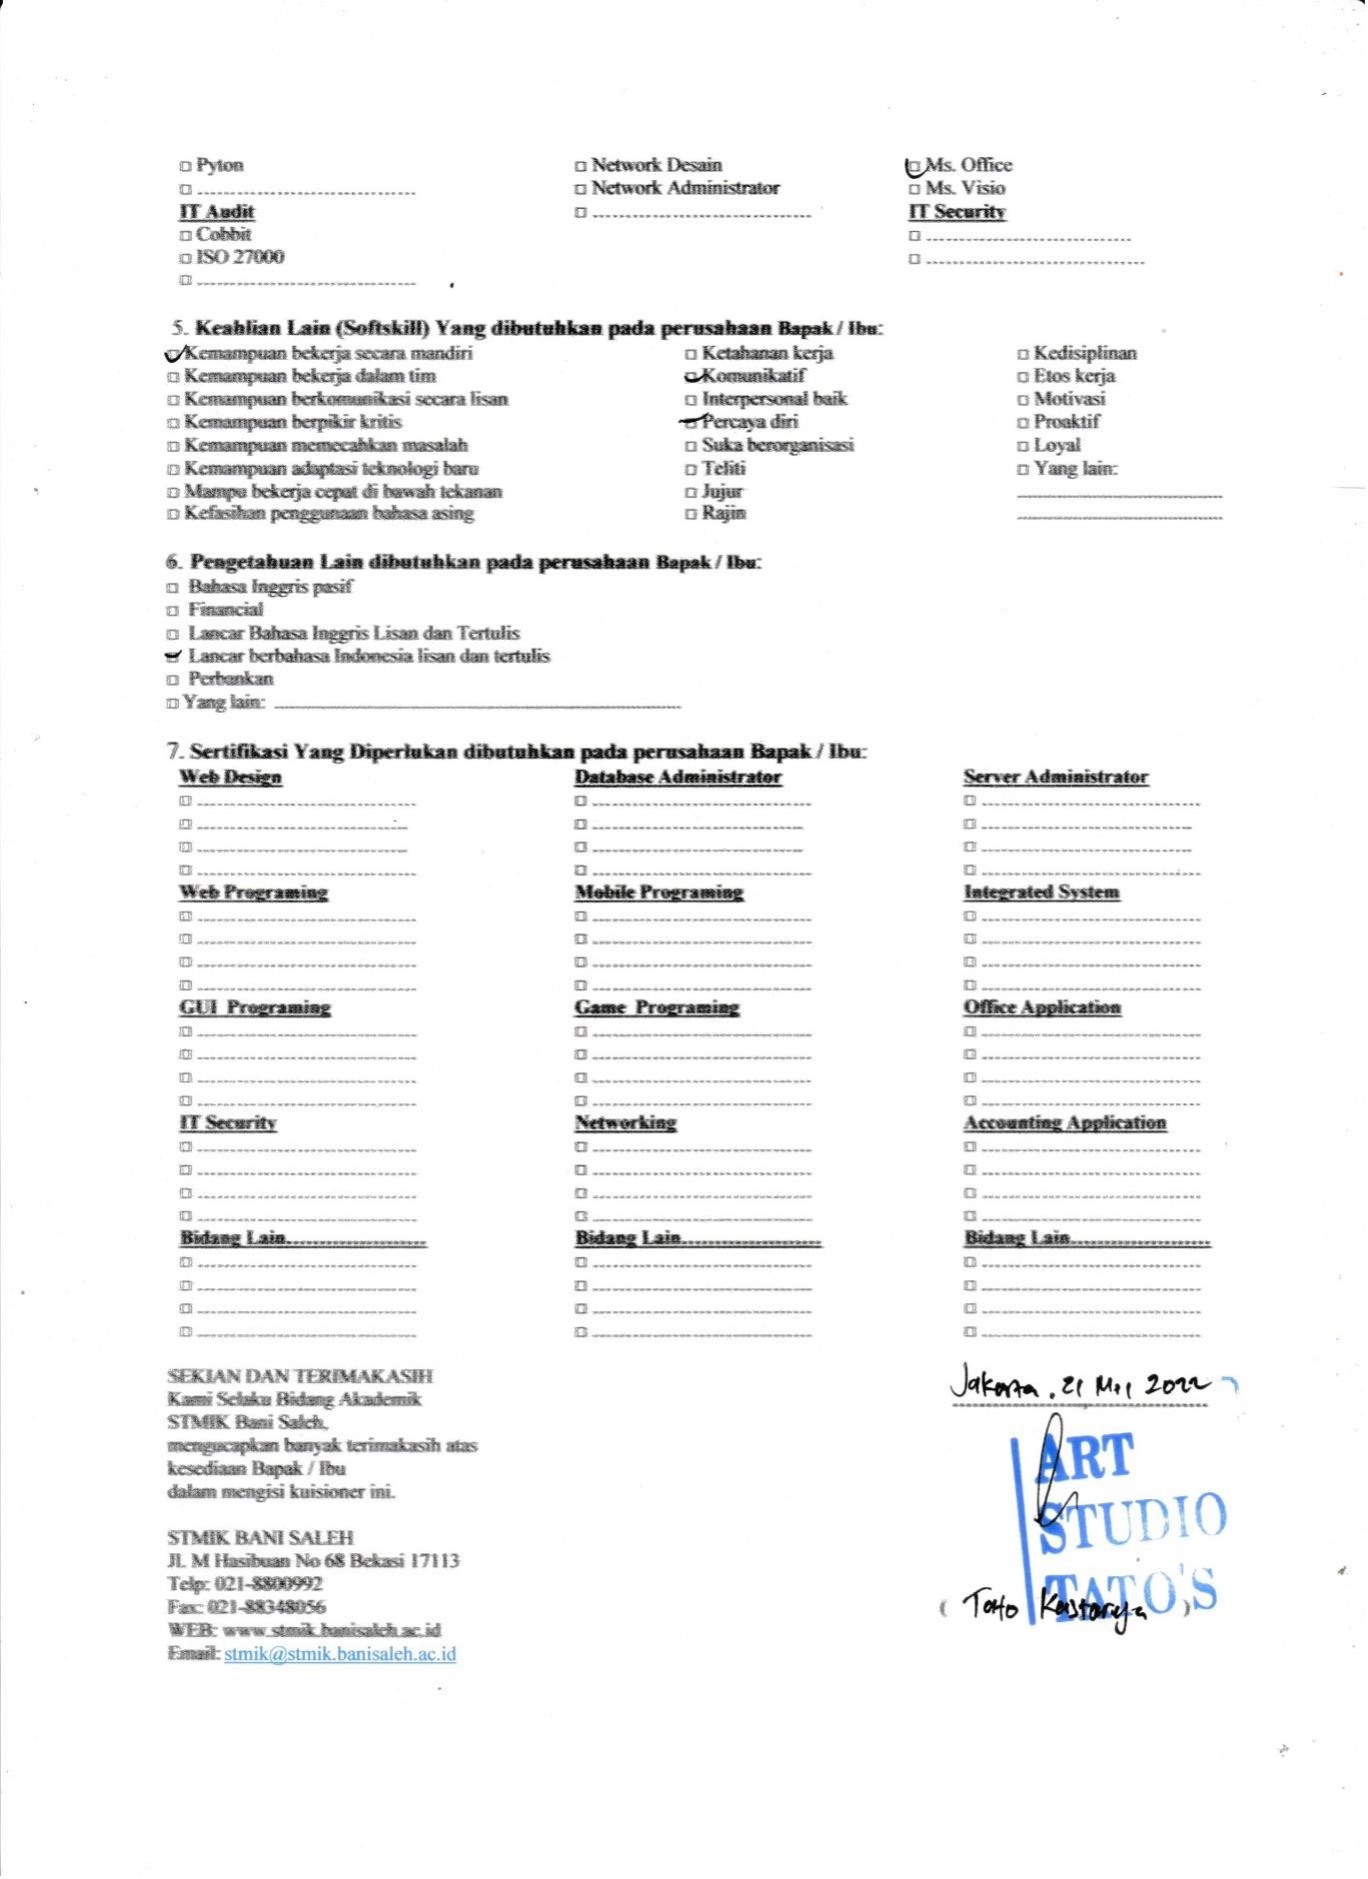 □ Pyton □ Network Desain □ Ms. Office
□ ................................. □ Network Administrator □ Ms. Visio
IT Audit □ ................................. IT Security
□ Cobbit □ ...............................
□ ISO 27000 □ .................................
□ .................................
5. Keahlian Lain (Softskill) Yang dibutuhkan pada perusahaan Bapak / Ibu:
□ Kemampuan bekerja secara mandiri □ Ketahanan kerja □ Kedisiplinan
□ Kemampuan bekerja dalam tim □ Komunikatif □ Etos kerja
□ Kemampuan berkomunikasi secara lisan □ Interpersonal baik □ Motivasi
□ Kemampuan berpikir kritis □ Percaya diri □ Proaktif
□ Kemampuan memecahkan masalah □ Suka berorganisasi □ Loyal
□ Kemampuan adaptasi teknologi baru □ Teliti □ Yang lain:
□ Mampu bekerja cepat di bawah tekanan □ Jujur
□ Kefasihan penggunaan bahasa asing □ Rajin
6. Pengetahuan Lain dibutuhkan pada perusahaan Bapak / Ibu:
□ Bahasa Inggris pasif
□ Financial
□ Lancar Bahasa Inggris Lisan dan Tertulis
□ Lancar berbahasa Indonesia lisan dan tertulis
□ Perbankan
□ Yang lain:
7. Sertifikasi Yang Diperlukan dibutuhkan pada perusahaan Bapak / Ibu:
Web Design Database Administrator Server Administrator
Web Programing Mobile Programing Integrated System
GUI Programing Game Programing Office Application
IT Security Networking Accounting Application
Bidang Lain..................... Bidang Lain..................... Bidang Lain.....................
SEKIAN DAN TERIMAKASIH
Kami Selaku Bidang Akademik
STMIK Bani Saleh,
mengucapkan banyak terimakasih atas
kesediaan Bapak / Ibu
dalam mengisi kuisioner ini.
STMIK BANI SALEH
Jl. M Hasibuan No 68 Bekasi 17113
Telp: 021-8800992
Fax: 021-88348056
WEB: www.stmik.banisaleh.ac.id
Email: stmik@stmik.banisaleh.ac.id
Jakarta, 21 Mei 2022
ART
STUDIO
TATO'S
( Tato )